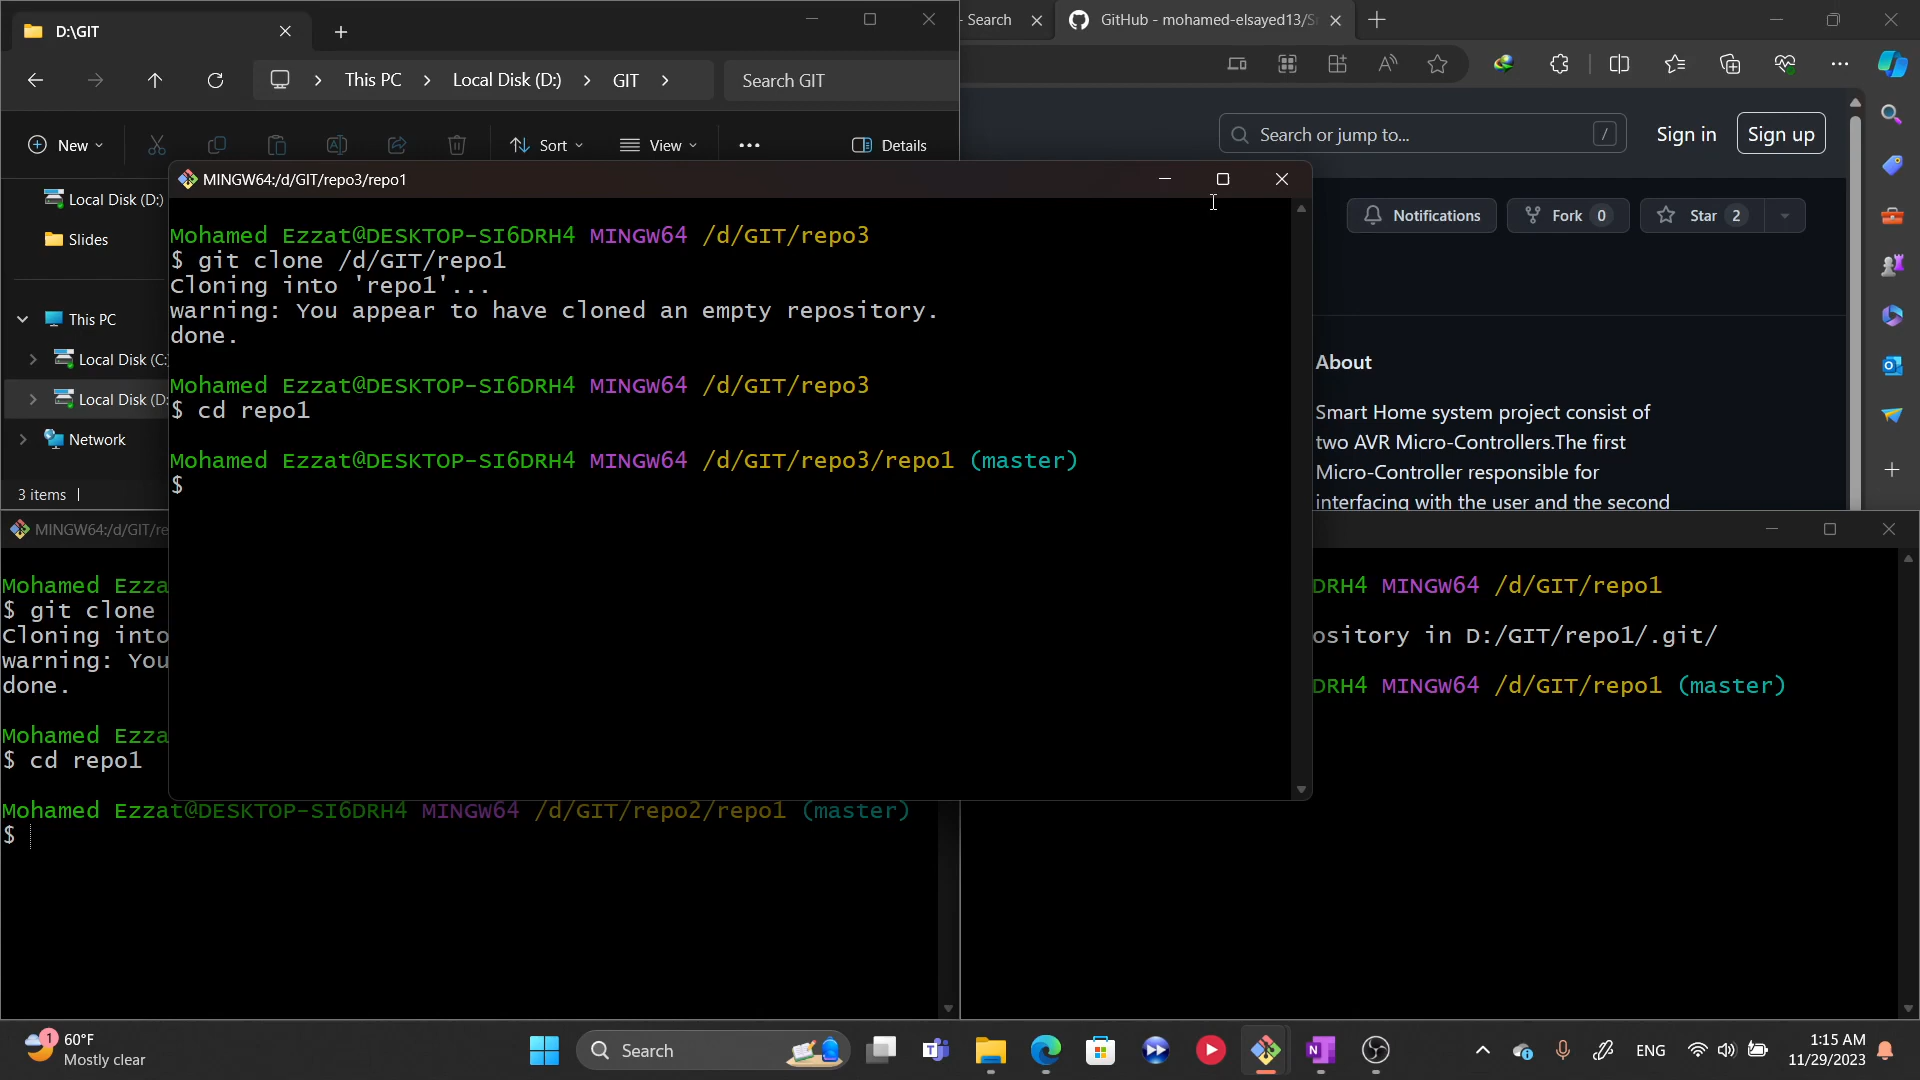 D:\GIT
This PC
Local Disk (D:)
GIT
Search GIT
New
Sort
View
Details
Local Disk (D:)
Slides
This PC
Local Disk (C:
Local Disk (D:
Network
3 items
- Search
GitHub - mohamed-elsayed13/S
Search or jump to...
/
Sign in
Sign up
Notifications
Fork 0
Star 2
About
Smart Home system project consist of
two AVR Micro-Controllers.The first
Micro-Controller responsible for
interfacing with the user and the second
MINGW64:/d/GIT/repo3/repo1
Mohamed Ezzat@DESKTOP-SI6DRH4 MINGW64 /d/GIT/repo3
$ git clone /d/GIT/repo1
Cloning into 'repo1'...
warning: You appear to have cloned an empty repository.
done.
Mohamed Ezzat@DESKTOP-SI6DRH4 MINGW64 /d/GIT/repo3
$ cd repo1
Mohamed Ezzat@DESKTOP-SI6DRH4 MINGW64 /d/GIT/repo3/repo1 (master)
$
MINGW64:/d/GIT/re
Mohamed Ezza
$ git clone
Cloning into
warning: You
done.
Mohamed Ezza
$ cd repo1
Mohamed Ezzat@DESKTOP-SI6DRH4 MINGW64 /d/GIT/repo2/repo1 (master)
$
DRH4 MINGW64 /d/GIT/repo1
ository in D:/GIT/repo1/.git/
DRH4 MINGW64 /d/GIT/repo1 (master)
1
60°F
Mostly clear
Search
ENG
1:15 AM
11/29/2023